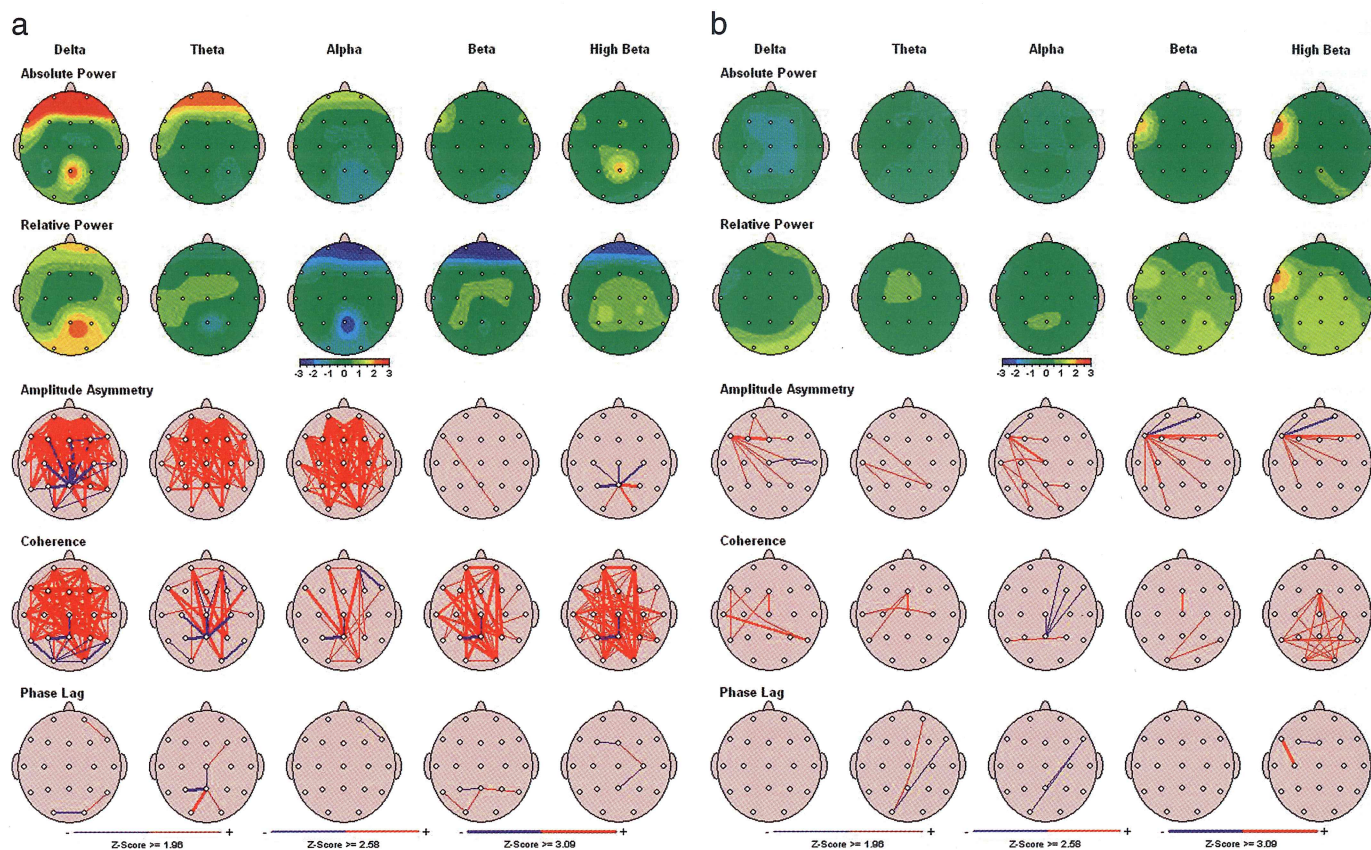 a
Delta Theta Alpha Beta High Beta
Absolute Power
Relative Power
-3 -2 -1 0 1 2 3
Amplitude Asymmetry
Coherence
Phase Lag
- + - + - +
Z-Score >= 1.96 Z-Score >= 2.58 Z-Score >= 3.09
b
Delta Theta Alpha Beta High Beta
Absolute Power
Relative Power
-3 -2 -1 0 1 2 3
Amplitude Asymmetry
Coherence
Phase Lag
- + - + - +
Z-Score >= 1.96 Z-Score >= 2.58 Z-Score >= 3.09